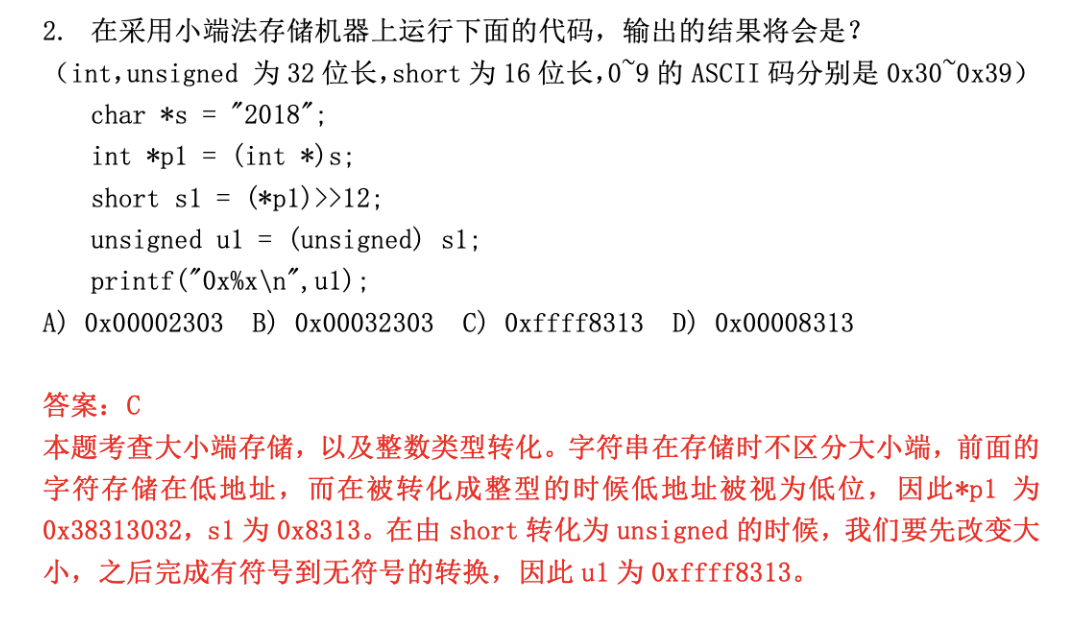 2. 在采用小端法存储机器上运行下面的代码，输出的结果将会是？
（int,unsigned 为 32 位长,short 为 16 位长,0~9 的 ASCII 码分别是 0x30~0x39）
char *s = "2018";
int *p1 = (int *)s;
short s1 = (*p1)>>12;
unsigned u1 = (unsigned) s1;
printf("0x%x\n",u1);
A) 0x00002303 B) 0x00032303 C) 0xffff8313 D) 0x00008313
答案：C
本题考查大小端存储，以及整数类型转化。字符串在存储时不区分大小端，前面的
字符存储在低地址，而在被转化成整型的时候低地址被视为低位，因此*p1 为
0x38313032，s1 为 0x8313。在由 short 转化为 unsigned 的时候，我们要先改变大
小，之后完成有符号到无符号的转换，因此 u1 为 0xffff8313。